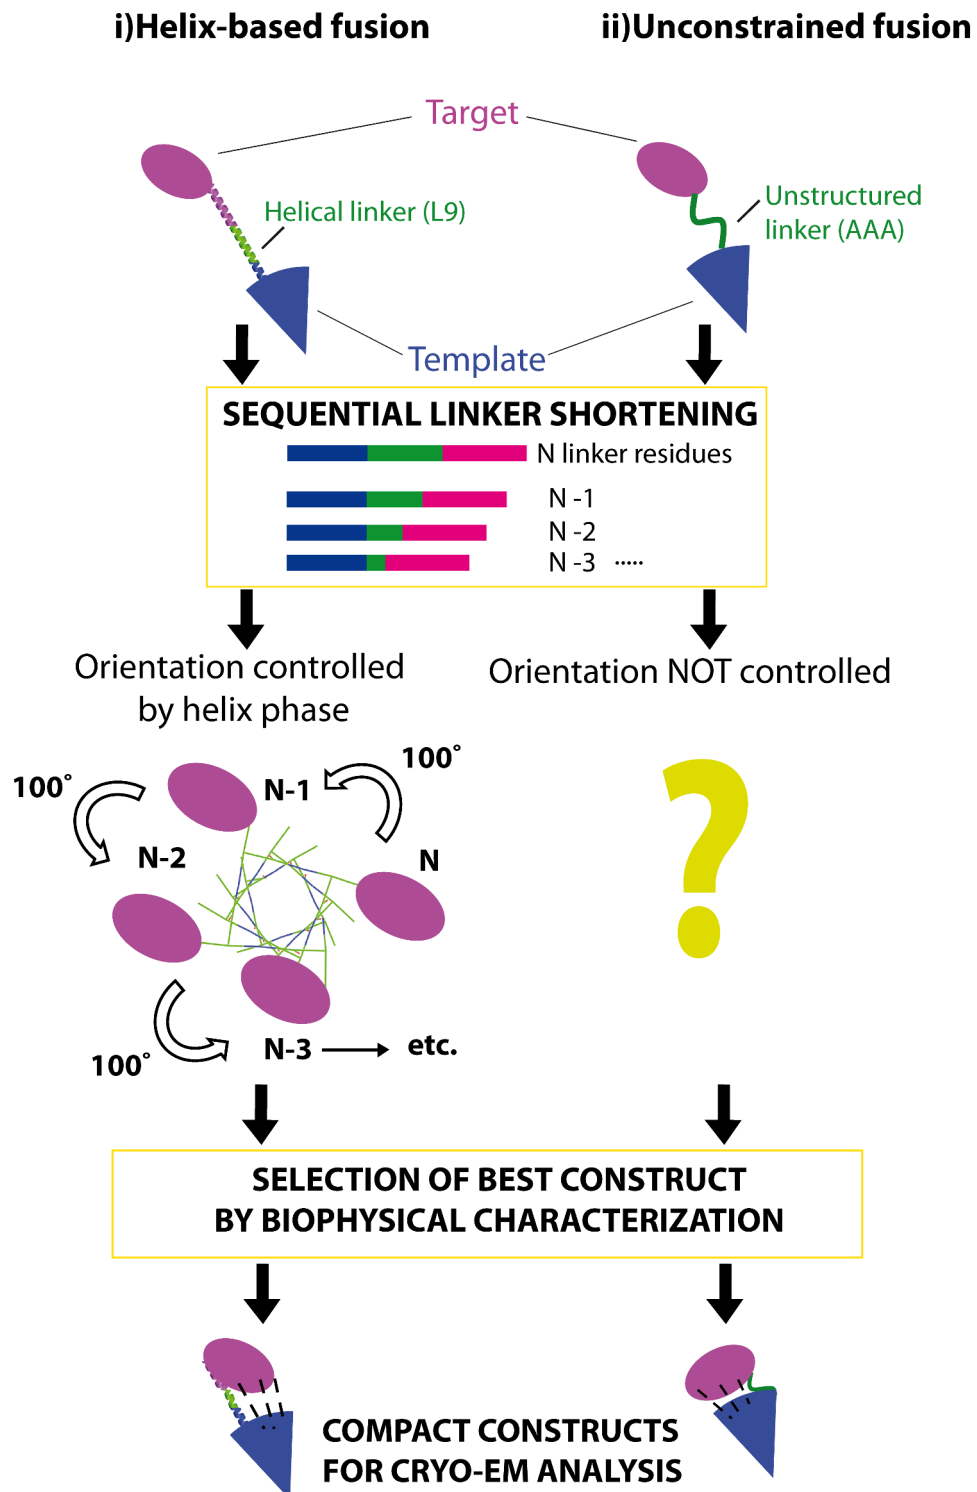 i)Helix-based fusion
ii)Unconstrained fusion
Target
Helical linker (L9)
Unstructured
linker (AAA)
Template
SEQUENTIAL LINKER SHORTENING
N linker residues
N -1
N -2
N -3 .....
Orientation controlled
by helix phase
Orientation NOT controlled
100°
100°
N-1
N-2
N
?
100°
N-3
etc.
SELECTION OF BEST CONSTRUCT
BY BIOPHYSICAL CHARACTERIZATION
COMPACT CONSTRUCTS
FOR CRYO-EM ANALYSIS